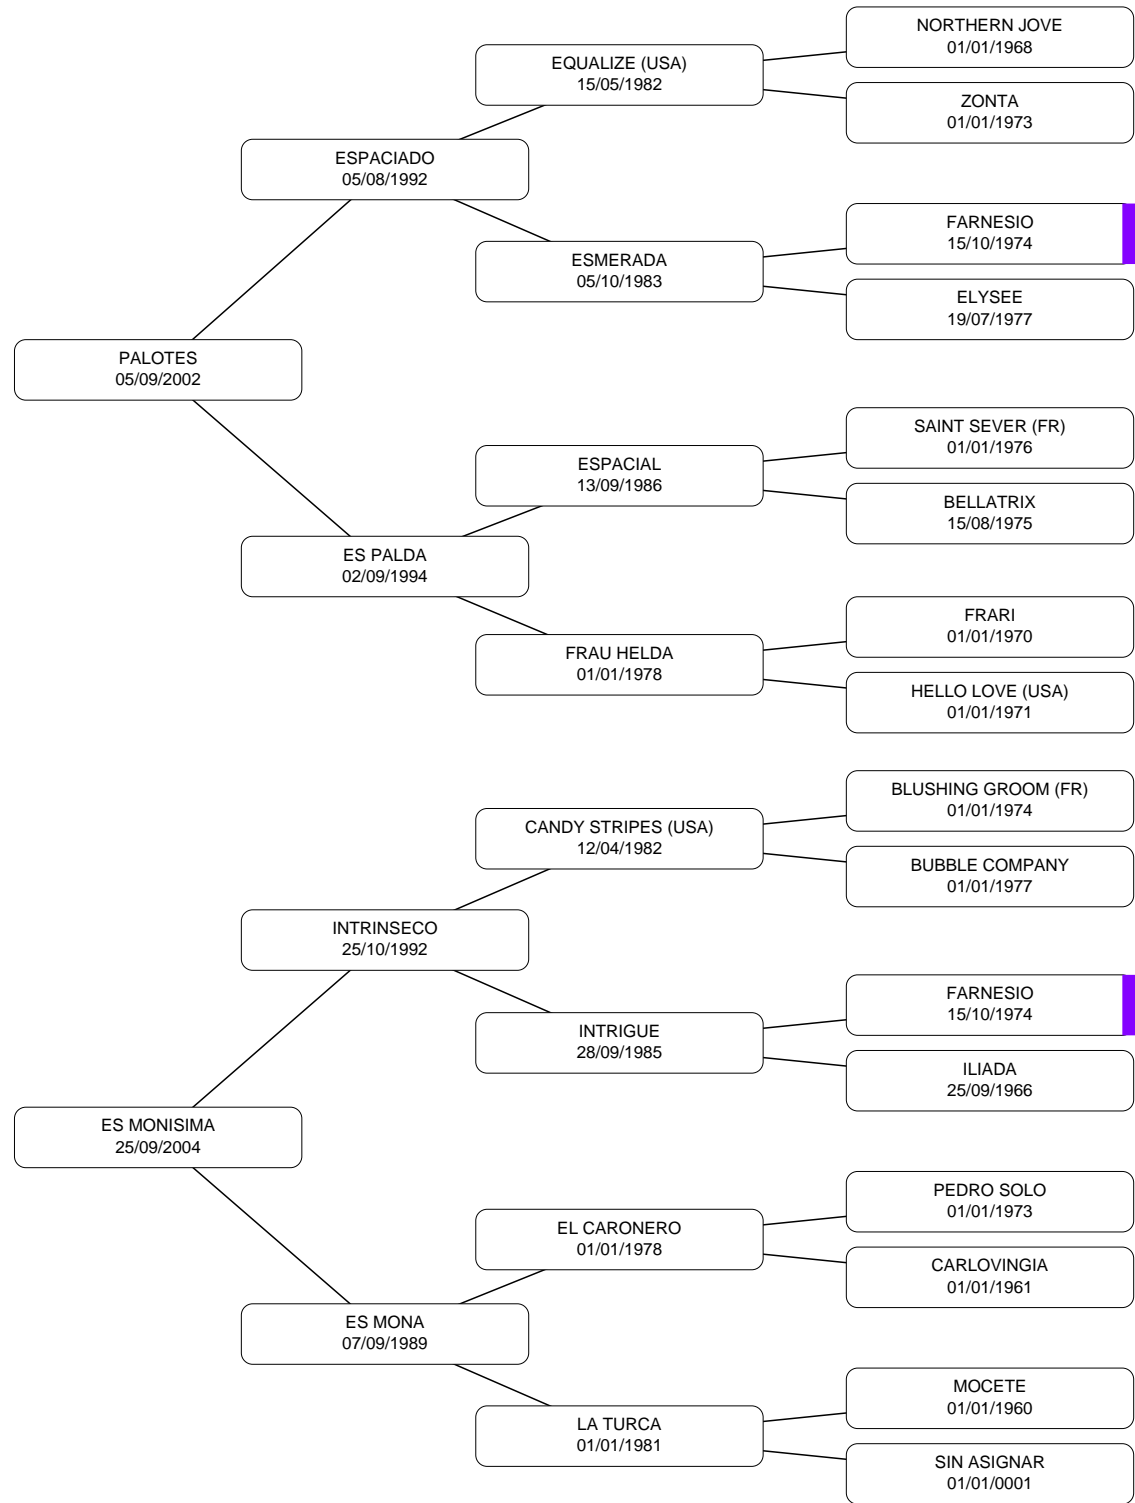 NORTHERN JOVE
01/01/1968
EQUALIZE (USA)
15/05/1982
ZONTA
01/01/1973
ESPACIADO
05/08/1992
FARNESIO
15/10/1974
ESMERADA
05/10/1983
ELYSEE
19/07/1977
PALOTES
05/09/2002
SAINT SEVER (FR)
01/01/1976
ESPACIAL
13/09/1986
BELLATRIX
15/08/1975
ES PALDA
02/09/1994
FRARI
01/01/1970
FRAU HELDA
01/01/1978
HELLO LOVE (USA)
01/01/1971
BLUSHING GROOM (FR)
01/01/1974
CANDY STRIPES (USA)
12/04/1982
BUBBLE COMPANY
01/01/1977
INTRINSECO
25/10/1992
FARNESIO
15/10/1974
INTRIGUE
28/09/1985
ILIADA
25/09/1966
ES MONISIMA
25/09/2004
PEDRO SOLO
01/01/1973
EL CARONERO
01/01/1978
CARLOVINGIA
01/01/1961
ES MONA
07/09/1989
MOCETE
01/01/1960
LA TURCA
01/01/1981
SIN ASIGNAR
01/01/0001